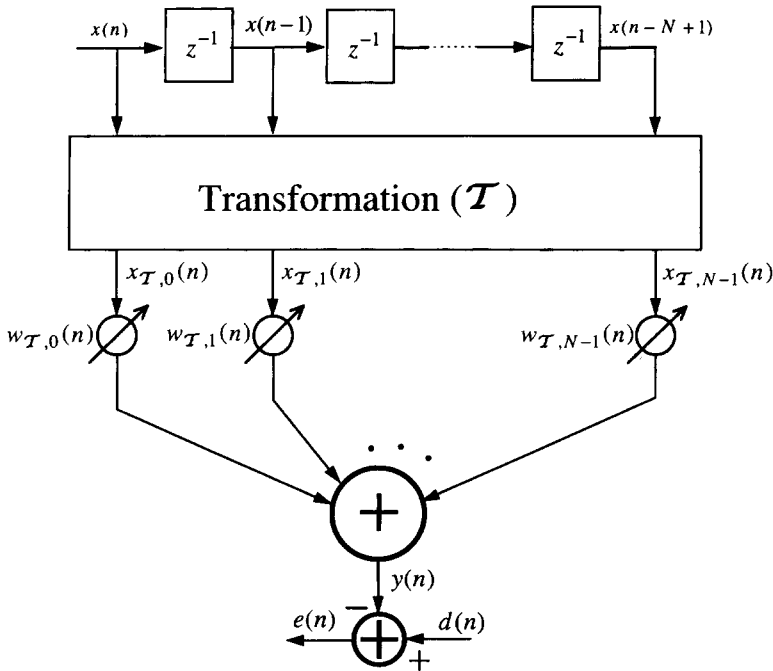 x(n) z⁻¹ x(n−1) z⁻¹ z⁻¹ x(n−N+1)
Transformation (𝒯)
x_{𝒯,0}(n) x_{𝒯,1}(n) x_{𝒯,N−1}(n)
w_{𝒯,0}(n) w_{𝒯,1}(n) w_{𝒯,N−1}(n)
. . .
+
y(n)
−
e(n) + d(n)
+